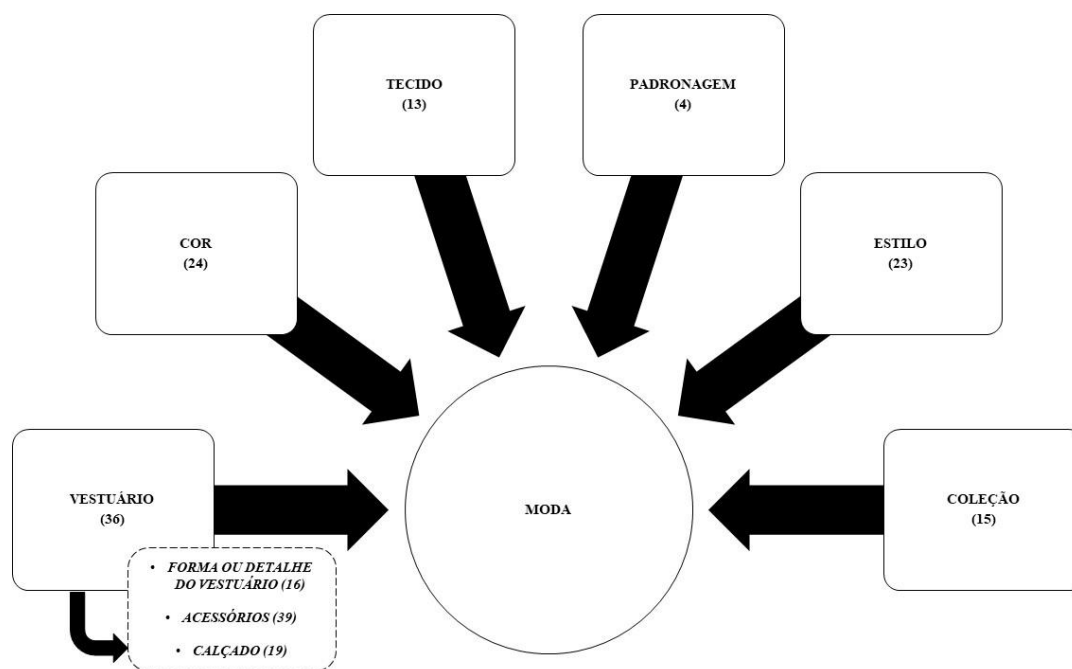 TECIDO
(13)
PADRONAGEM
(4)
COR
(24)
ESTILO
(23)
VESTUÁRIO
(36)
MODA
COLEÇÃO
(15)
• FORMA OU DETALHE
DO VESTUÁRIO (16)
• ACESSÓRIOS (39)
• CALÇADO (19)